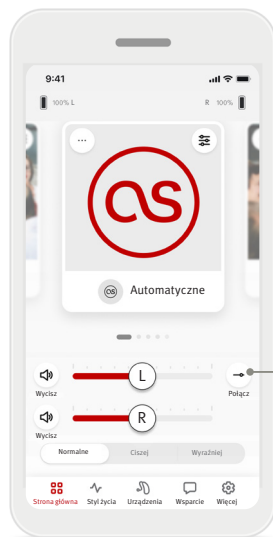 9:41
100% L R 100%
Automatyczne
L
Wycisz Połącz
R
Wycisz
Normalne Ciszej Wyraźniej
Strona główna Styl życia Urządzenia Wsparcie Więcej